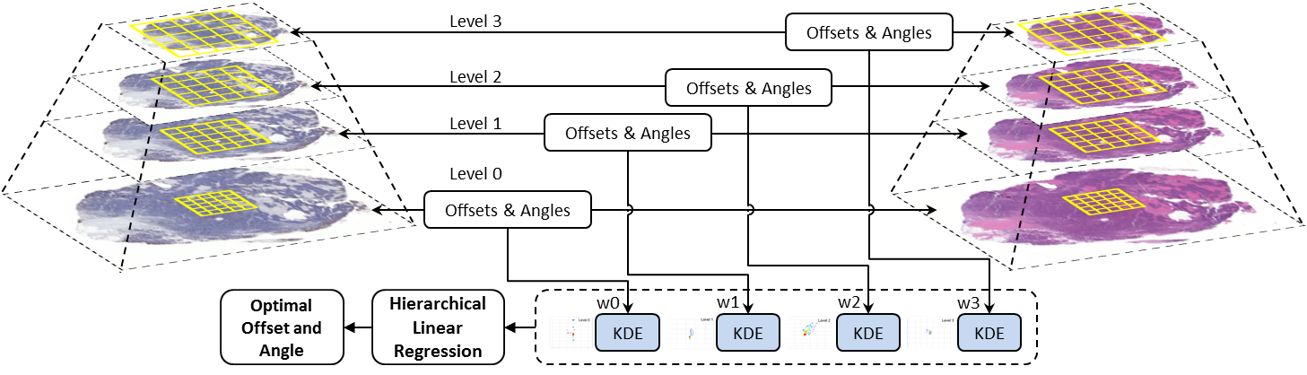 Level 3
Offsets & Angles
Level 2
Offsets & Angles
Level 1
Offsets & Angles
Level 0
Offsets & Angles
w0
w1
w2
w3
Optimal
Offset and
Angle
Hierarchical
Linear
Regression
KDE
KDE
KDE
KDE